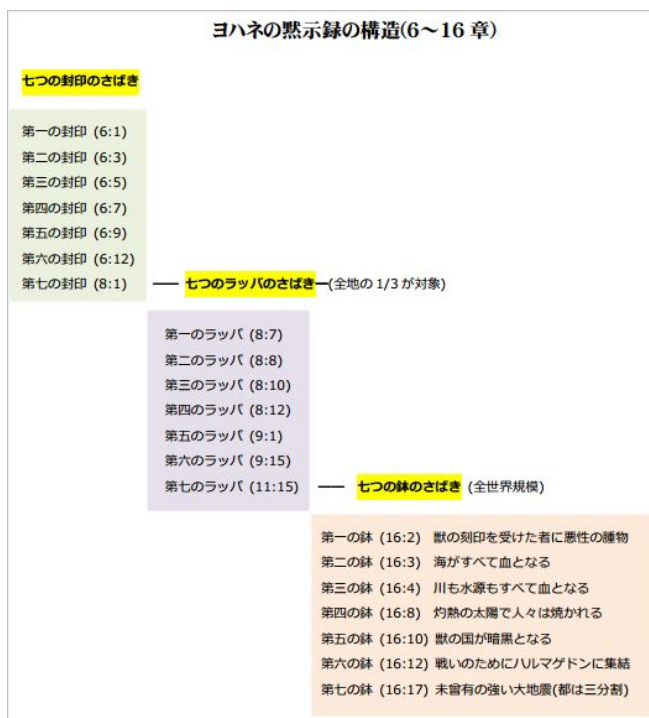 ヨハネの黙示録の構造(6～16 章)
七つの封印のさばき
第一の封印 (6:1)
第二の封印 (6:3)
第三の封印 (6:5)
第四の封印 (6:7)
第五の封印 (6:9)
第六の封印 (6:12)
第七の封印 (8:1) ── 七つのラッパのさばき─(全地の 1/3 が対象)
第一のラッパ (8:7)
第二のラッパ (8:8)
第三のラッパ (8:10)
第四のラッパ (8:12)
第五のラッパ (9:1)
第六のラッパ (9:15)
第七のラッパ (11:15) ── 七つの鉢のさばき (全世界規模)
第一の鉢 (16:2) 獣の刻印を受けた者に悪性の腫物
第二の鉢 (16:3) 海がすべて血となる
第三の鉢 (16:4) 川も水源もすべて血となる
第四の鉢 (16:8) 灼熱の太陽で人々は焼かれる
第五の鉢 (16:10) 獣の国が暗黒となる
第六の鉢 (16:12) 戦いのためにハルマゲドンに集結
第七の鉢 (16:17) 未曾有の強い大地震(都は三分割)